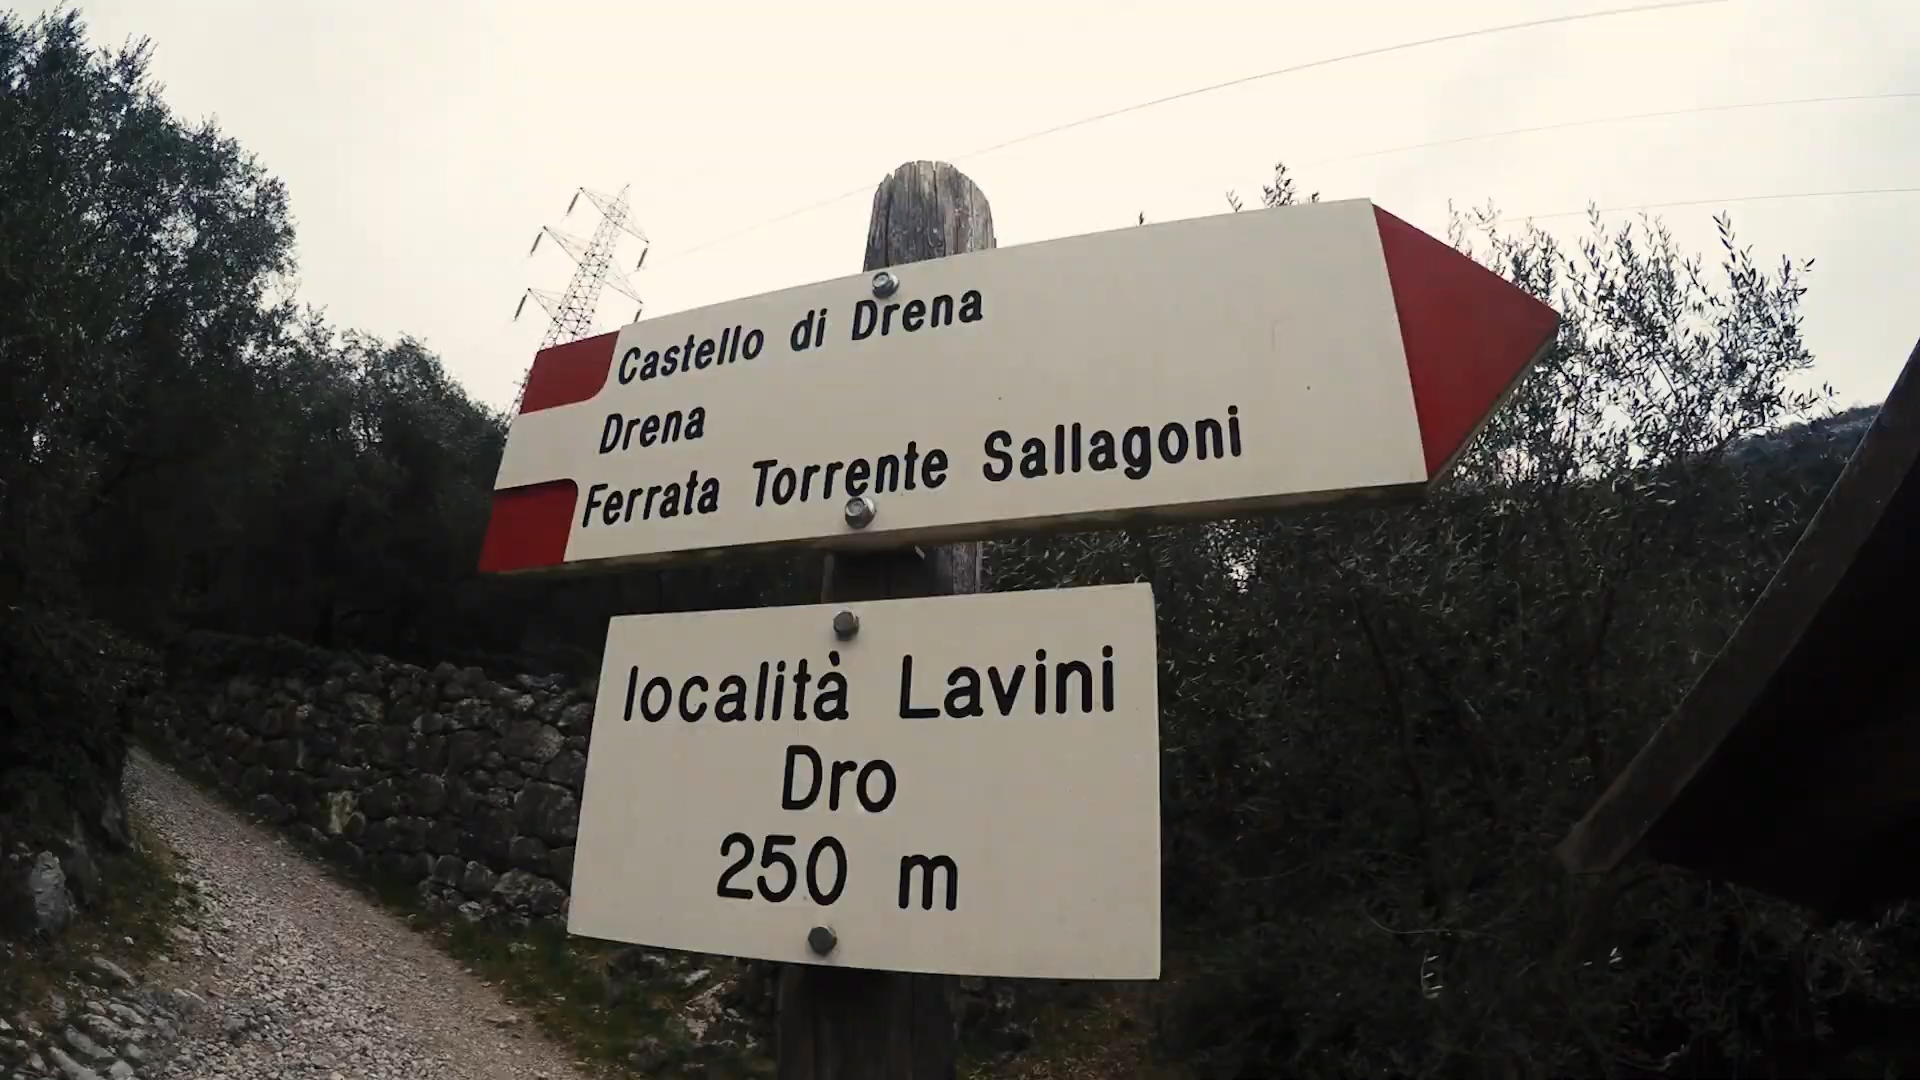 Castello di Drena
Drena
Ferrata Torrente Sallagoni
località Lavini
Dro
250 m